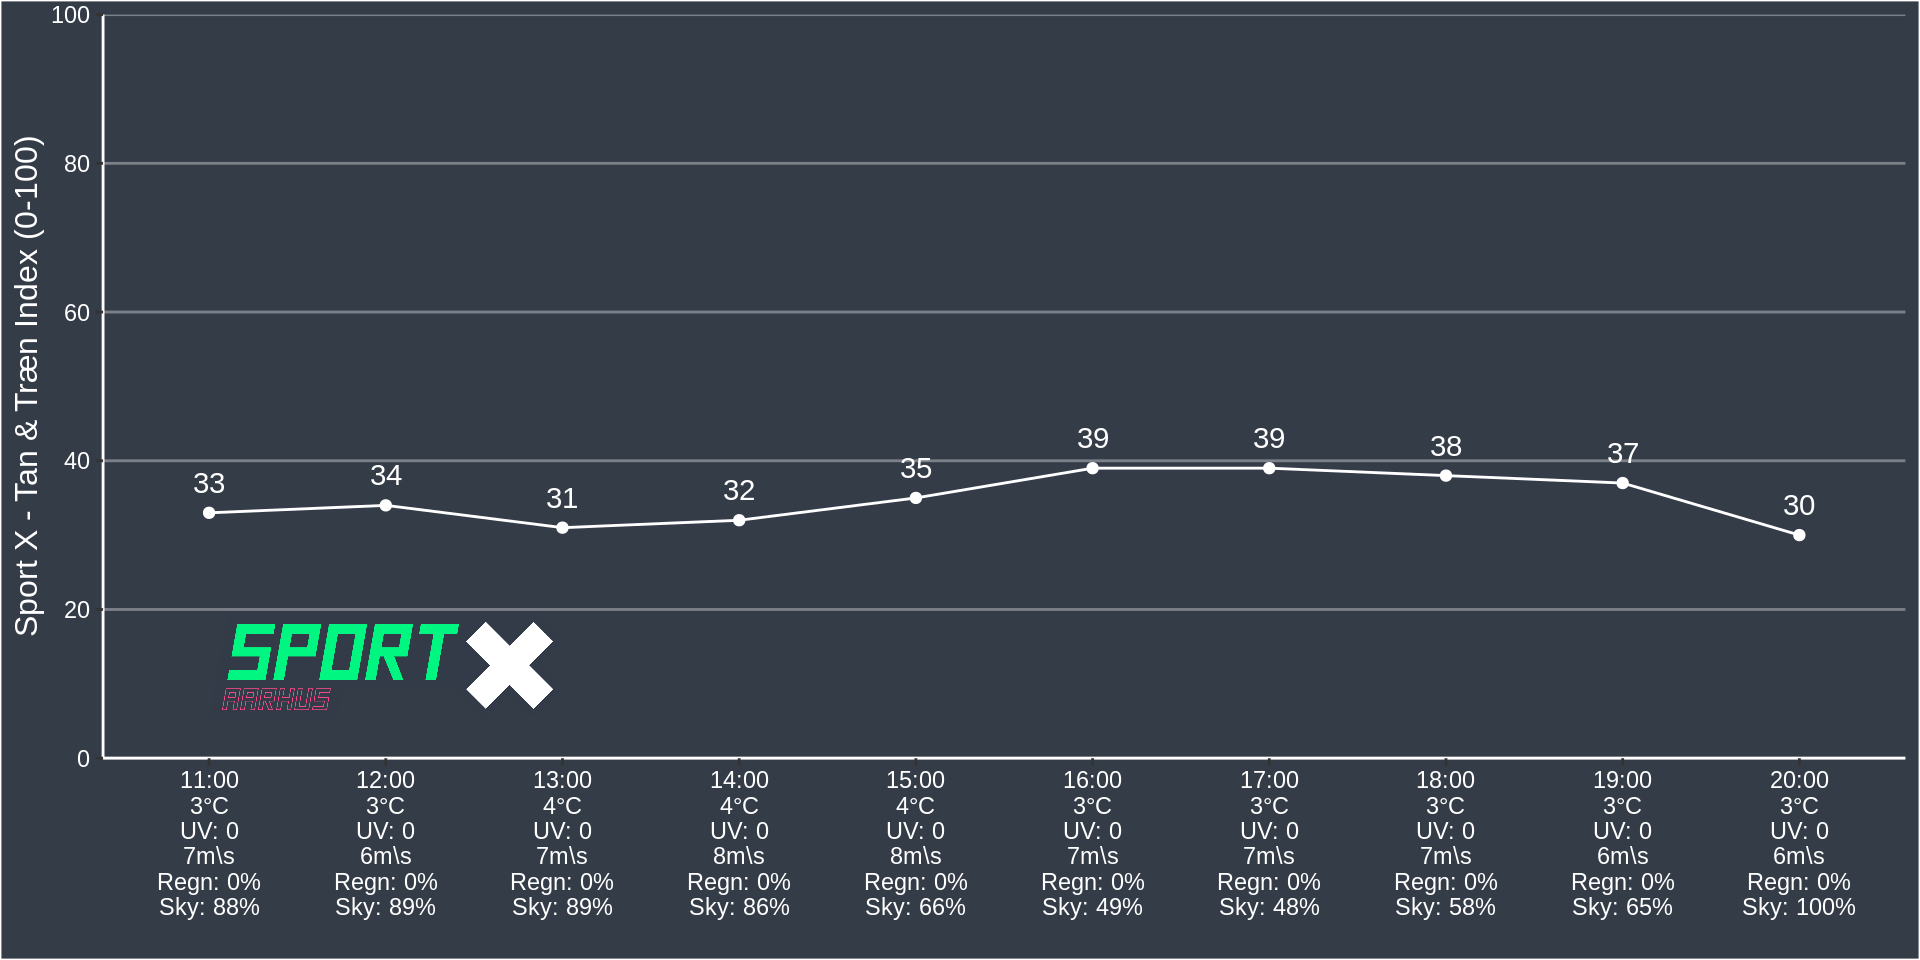 Sport X - Tan & Træn Index (0-100)
100
80
60
40
20
0
33
34
31
32
35
39
39
38
37
30
SPORT X
AARHUS
11:00
3°C
UV: 0
7m\s
Regn: 0%
Sky: 88%
12:00
3°C
UV: 0
6m\s
Regn: 0%
Sky: 89%
13:00
4°C
UV: 0
7m\s
Regn: 0%
Sky: 89%
14:00
4°C
UV: 0
8m\s
Regn: 0%
Sky: 86%
15:00
4°C
UV: 0
8m\s
Regn: 0%
Sky: 66%
16:00
3°C
UV: 0
7m\s
Regn: 0%
Sky: 49%
17:00
3°C
UV: 0
7m\s
Regn: 0%
Sky: 48%
18:00
3°C
UV: 0
7m\s
Regn: 0%
Sky: 58%
19:00
3°C
UV: 0
6m\s
Regn: 0%
Sky: 65%
20:00
3°C
UV: 0
6m\s
Regn: 0%
Sky: 100%